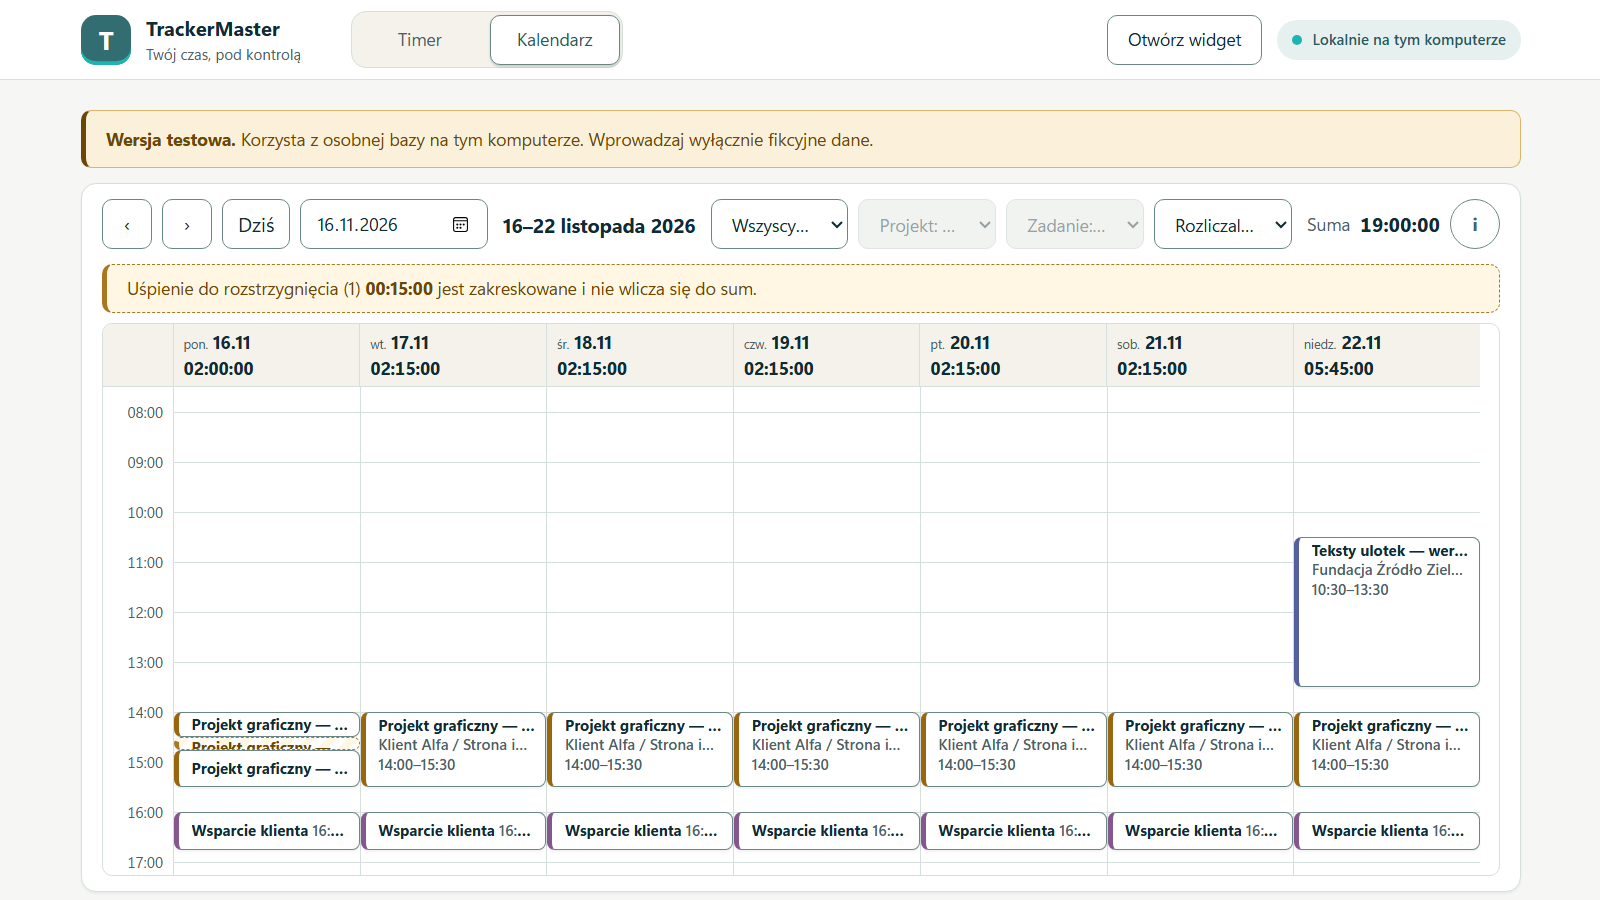 T
TrackerMaster
Twój czas, pod kontrolą
Timer
Kalendarz
Otwórz widget
Lokalnie na tym komputerze
Wersja testowa. Korzysta z osobnej bazy na tym komputerze. Wprowadzaj wyłącznie fikcyjne dane.
‹
›
Dziś
16.11.2026
16–22 listopada 2026
Wszyscy...
Projekt: ...
Zadanie:...
Rozliczal...
Suma 19:00:00
i
Uśpienie do rozstrzygnięcia (1) 00:15:00 jest zakreskowane i nie wlicza się do sum.
pon. 16.11
02:00:00
wt. 17.11
02:15:00
śr. 18.11
02:15:00
czw. 19.11
02:15:00
pt. 20.11
02:15:00
sob. 21.11
02:15:00
niedz. 22.11
05:45:00
08:00
09:00
10:00
11:00
12:00
13:00
14:00
15:00
16:00
17:00
Projekt graficzny — ...
Projekt graficzny —
Projekt graficzny — ...
Wsparcie klienta 16:...
Projekt graficzny — ...
Klient Alfa / Strona i...
14:00–15:30
Wsparcie klienta 16:...
Projekt graficzny — ...
Klient Alfa / Strona i...
14:00–15:30
Wsparcie klienta 16:...
Projekt graficzny — ...
Klient Alfa / Strona i...
14:00–15:30
Wsparcie klienta 16:...
Projekt graficzny — ...
Klient Alfa / Strona i...
14:00–15:30
Wsparcie klienta 16:...
Projekt graficzny — ...
Klient Alfa / Strona i...
14:00–15:30
Wsparcie klienta 16:...
Teksty ulotek — wer...
Fundacja Źródło Ziel...
10:30–13:30
Projekt graficzny — ...
Klient Alfa / Strona i...
14:00–15:30
Wsparcie klienta 16:...